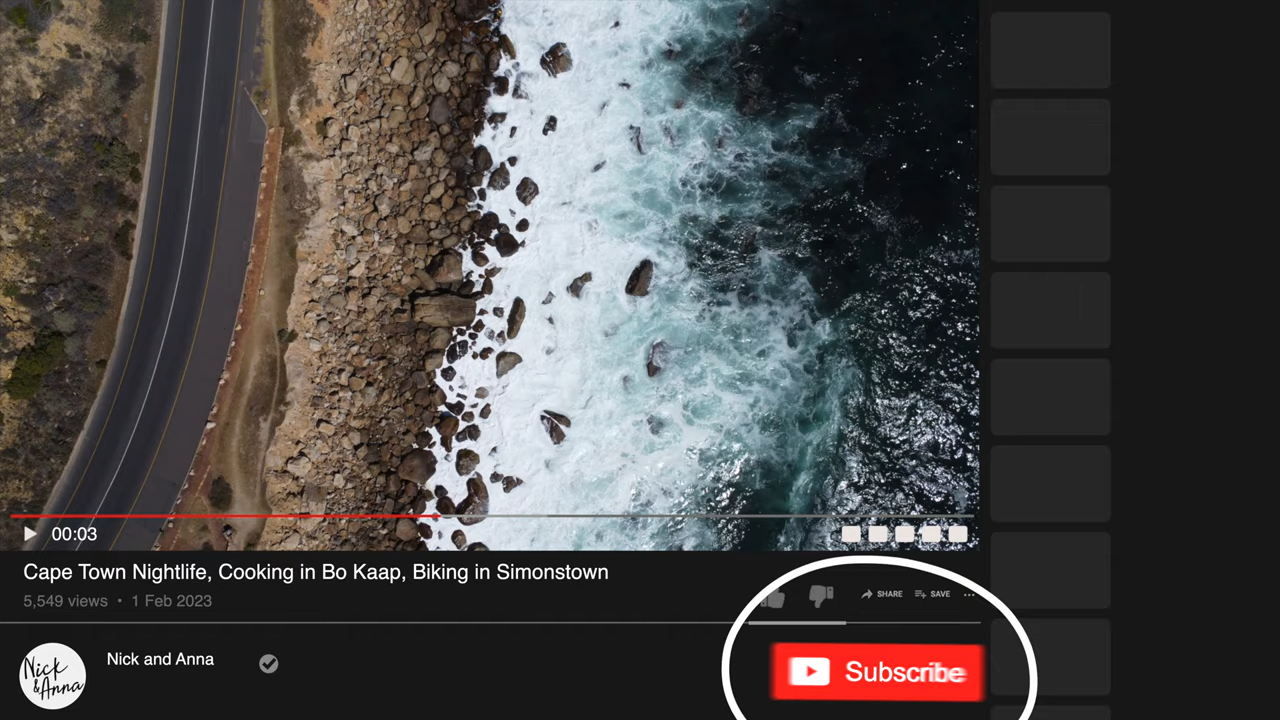 00:03
Cape Town Nightlife, Cooking in Bo Kaap, Biking in Simonstown
5,549 views • 1 Feb 2023
SHARE SAVE
Nick and Anna
Nick
& Anna
Subscribe